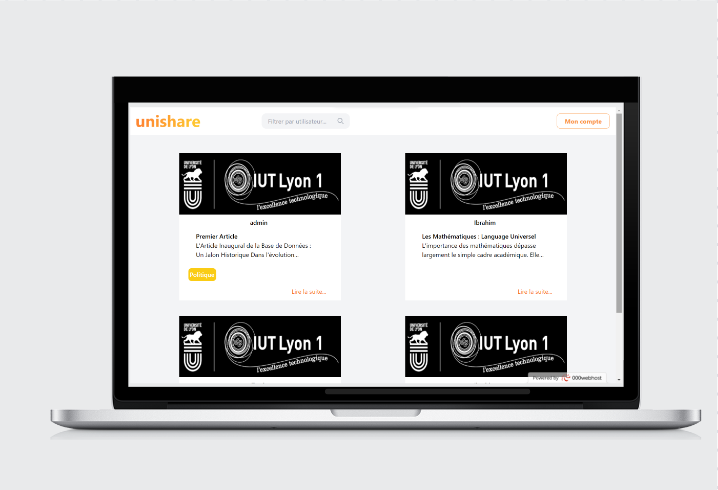 unishare
Filtrer par utilisateur...
Mon compte
UNIVERSITÉ
DE LYON
IUT Lyon 1
l'excellence technologique
admin
Premier Article
L'Article Inaugural de la Base de Données :
Un Jalon Historique Dans l'évolution...
Politique
Lire la suite...
UNIVERSITÉ
DE LYON
IUT Lyon 1
l'excellence technologique
Ibrahim
Les Mathématiques : Language Universel
L'importance des mathématiques dépasse
largement le simple cadre académique. Elle...
Lire la suite...
UNIVERSITÉ
DE LYON
IUT Lyon 1
l'excellence technologique
UNIVERSITÉ
DE LYON
IUT Lyon 1
l'excellence technologique
Powered by
000webhost